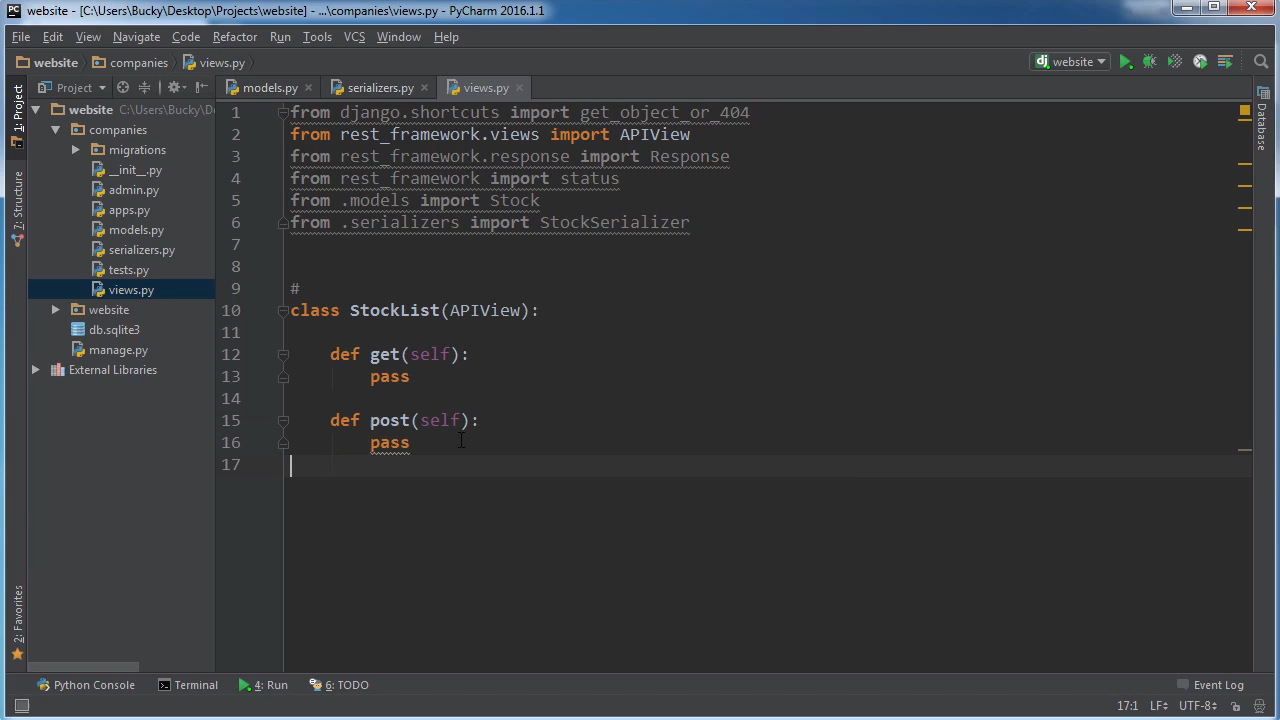 PC website - [C:\Users\Bucky\Desktop\Projects\website] - ...\companies\views.py - PyCharm 2016.1.1
File Edit View Navigate Code Refactor Run Tools VCS Window Help
website companies views.py
dj website
1: Project
7: Structure
2: Favorites
Project
website C:\Users\Bucky\D
companies
migrations
__init__.py
admin.py
apps.py
models.py
serializers.py
tests.py
views.py
website
db.sqlite3
manage.py
External Libraries
models.py serializers.py views.py
1 from django.shortcuts import get_object_or_404
2 from rest_framework.views import APIView
3 from rest_framework.response import Response
4 from rest_framework import status
5 from .models import Stock
6 from .serializers import StockSerializer
7
8
9 #
10 class StockList(APIView):
11
12 def get(self):
13 pass
14
15 def post(self):
16 pass
17
Database
Python Console Terminal 4: Run 6: TODO Event Log
17:1 LF UTF-8